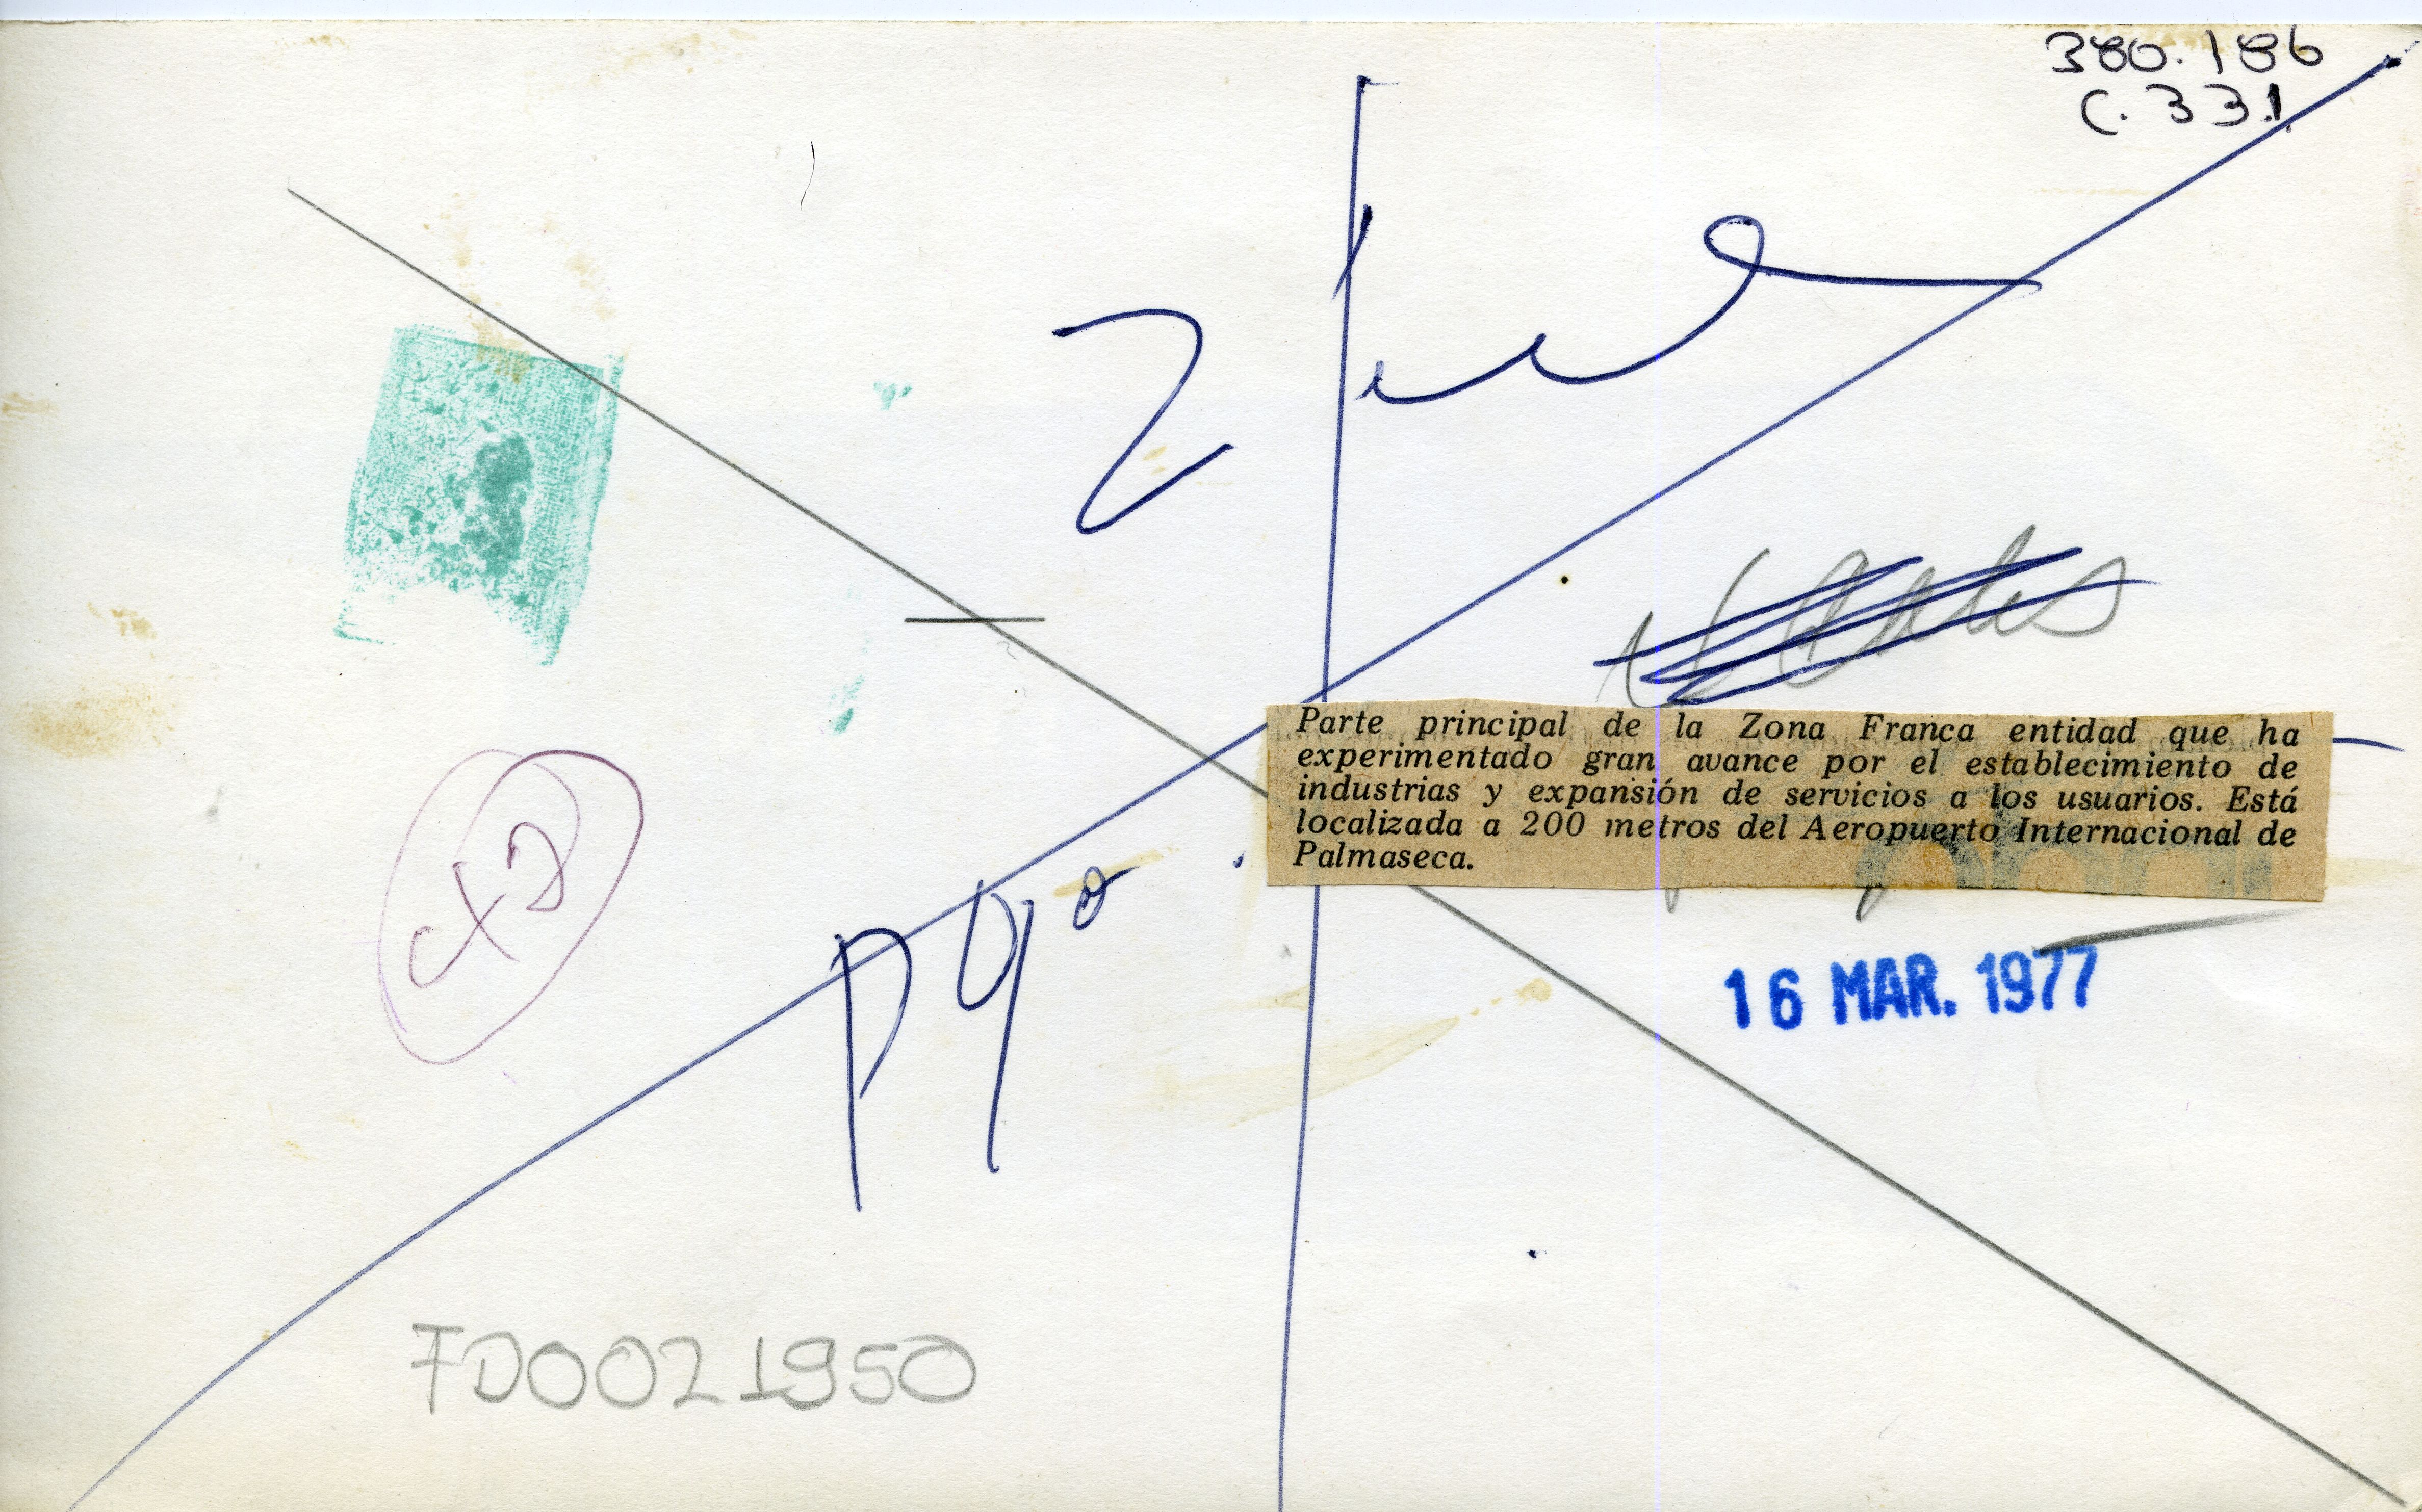 380.186
C.331
2
Parte principal de la Zona Franca entidad que ha
experimentado gran avance por el establecimiento de
industrias y expansión de servicios a los usuarios. Está
localizada a 200 metros del Aeropuerto Internacional de
Palmaseca.
16 MAR. 1977
FD0021950